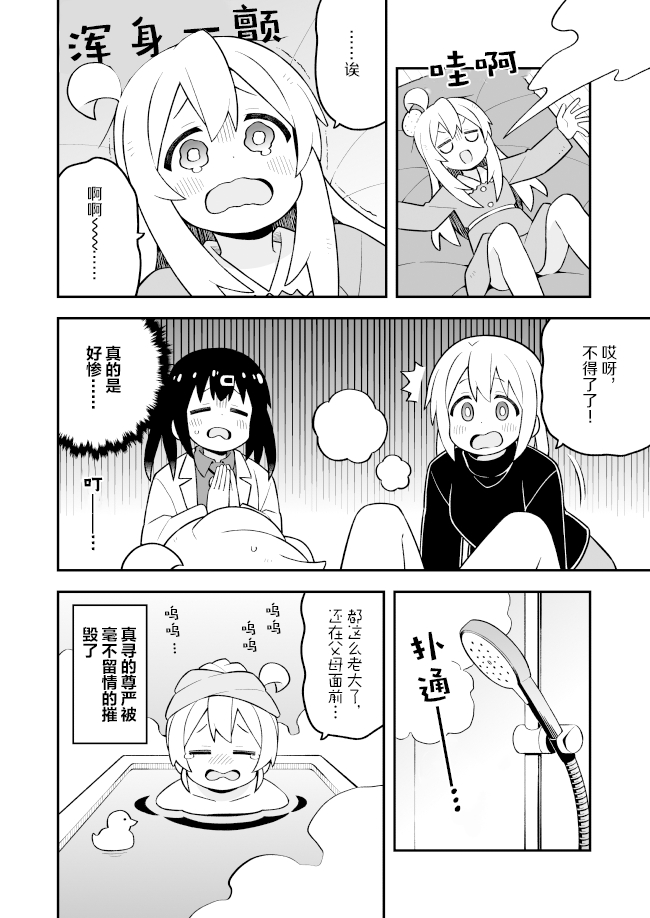 哇啊
……诶
浑身一颤
啊啊~~~……
哎呀，
不得了了！
真的是
好惨……
叮——…
扑通…
都这么老大了，
还在父母面前…
呜呜
呜呜
呜呜…
真寻的尊严被
毫不留情的摧
毁了